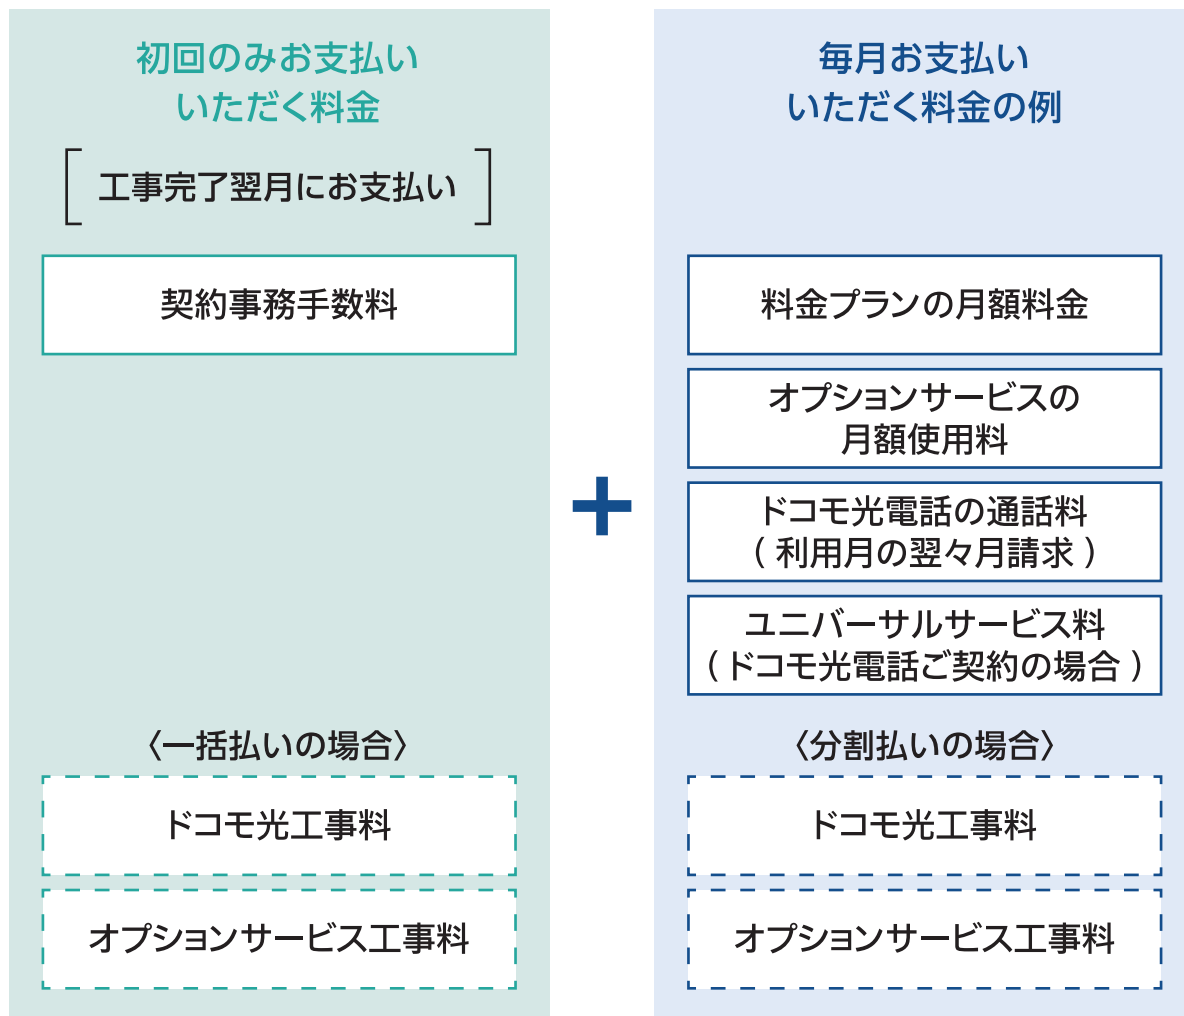 初回のみお支払い
いただく料金
工事完了翌月にお支払い
契約事務手数料
〈一括払いの場合〉
ドコモ光工事料
オプションサービス工事料
+
毎月お支払い
いただく料金の例
料金プランの月額料金
オプションサービスの
月額使用料
ドコモ光電話の通話料
( 利用月の翌々月請求 )
ユニバーサルサービス料
( ドコモ光電話ご契約の場合 )
〈分割払いの場合〉
ドコモ光工事料
オプションサービス工事料